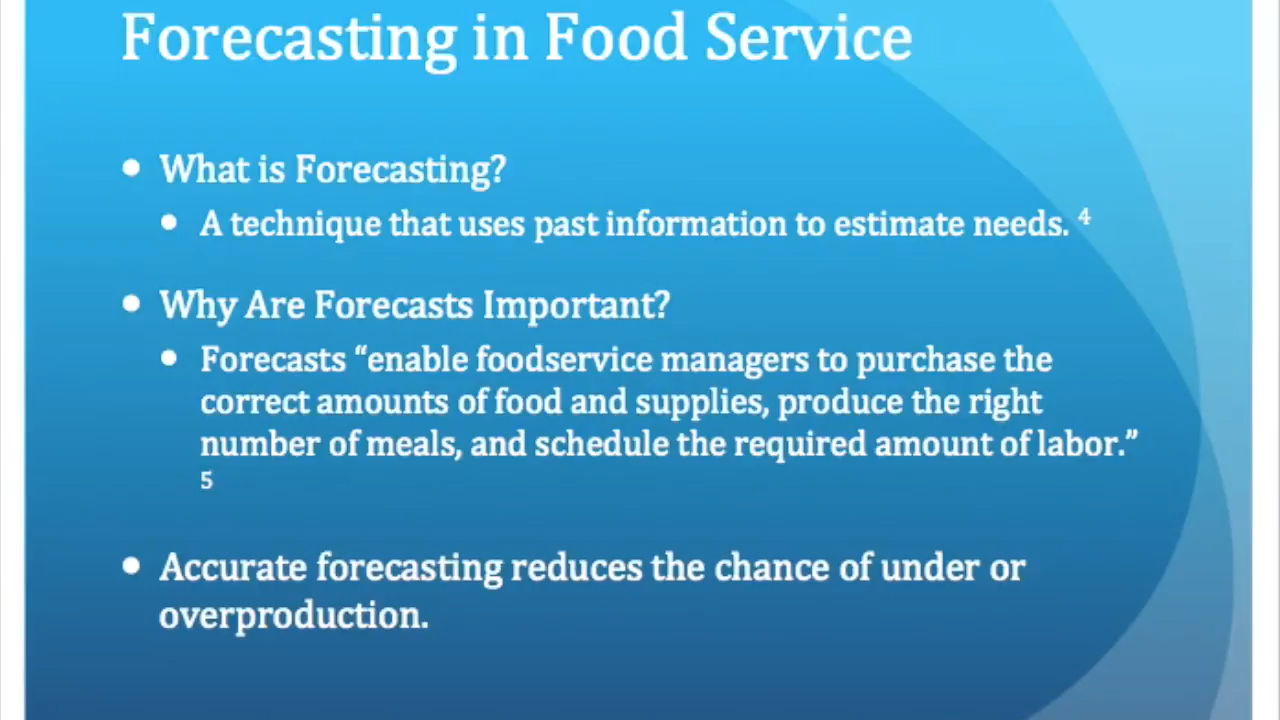 Forecasting in Food Service
• What is Forecasting?
• A technique that uses past information to estimate needs. 4
• Why Are Forecasts Important?
• Forecasts “enable foodservice managers to purchase the
correct amounts of food and supplies, produce the right
number of meals, and schedule the required amount of labor.”
5
• Accurate forecasting reduces the chance of under or
overproduction.